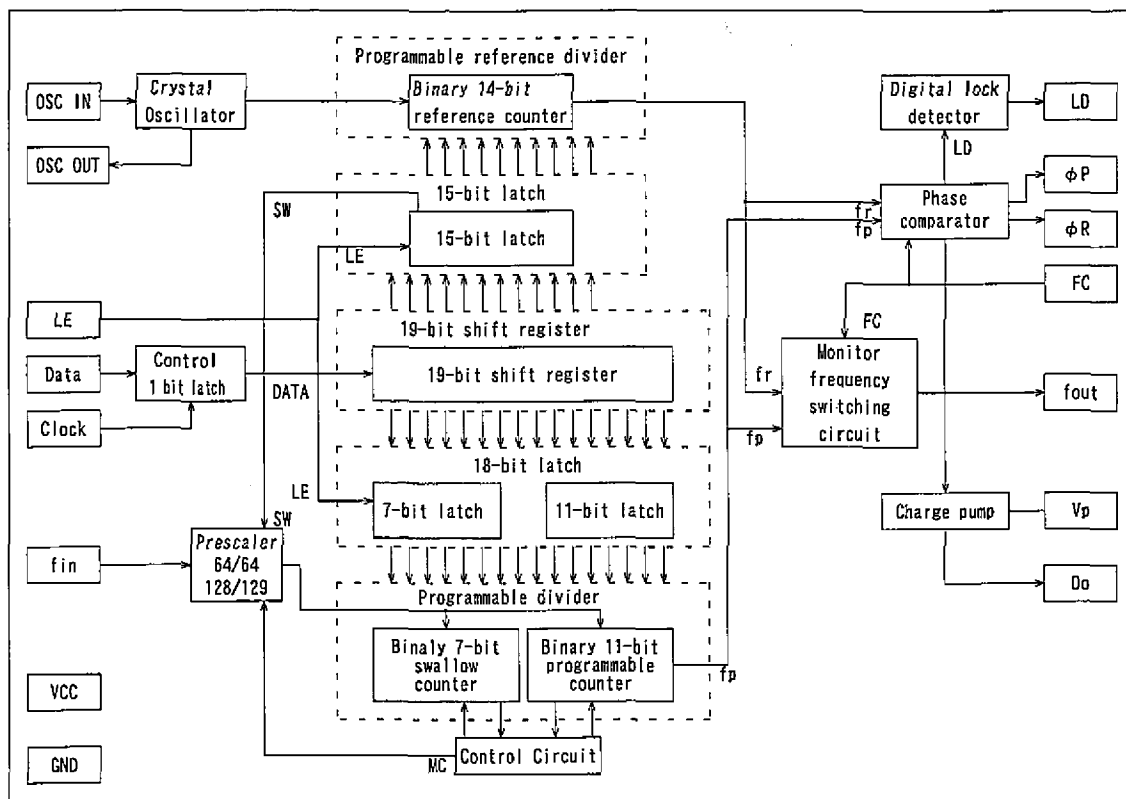 Programmable reference divider
OSC IN
Crystal
Oscillator
Binary 14-bit
reference counter
Digital lock
detector
LD
OSC OUT
LD
φP
15-bit latch
SW
Phase
comparator
fr
fp
15-bit latch
φR
LE
FC
LE
19-bit shift register
FC
Data
Control
1 bit latch
DATA
19-bit shift register
Monitor
frequency
switching
circuit
fr
fout
Clock
fp
18-bit latch
LE
7-bit latch
11-bit latch
SW
Charge pump
Vp
fin
Prescaler
64/64
128/129
Do
Programmable divider
Binaly 7-bit
swallow
counter
Binary 11-bit
programmable
counter
fp
VCC
GND
MC
Control Circuit